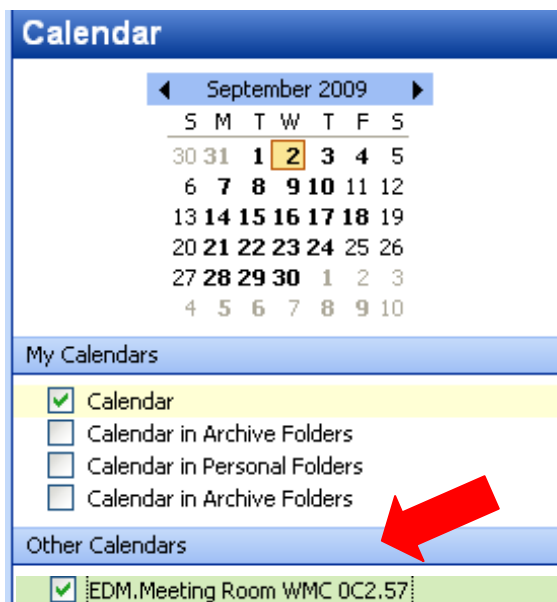 Calendar
September 2009
S M T W T F S
30 31 1 2 3 4 5
6 7 8 9 10 11 12
13 14 15 16 17 18 19
20 21 22 23 24 25 26
27 28 29 30 1 2 3
4 5 6 7 8 9 10
My Calendars
Calendar
Calendar in Archive Folders
Calendar in Personal Folders
Calendar in Archive Folders
Other Calendars
EDM.Meeting Room WMC 0C2.57